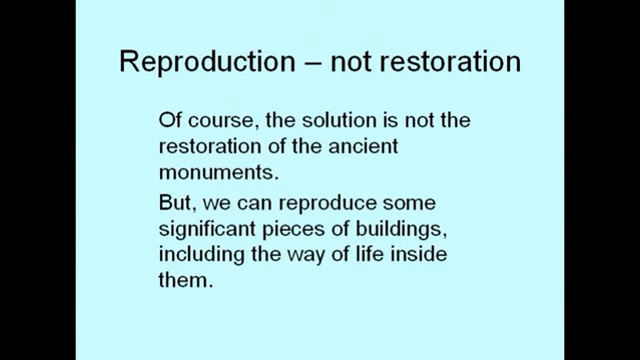 Reproduction – not restoration
Of course, the solution is not the
restoration of the ancient
monuments.
But, we can reproduce some
significant pieces of buildings,
including the way of life inside
them.